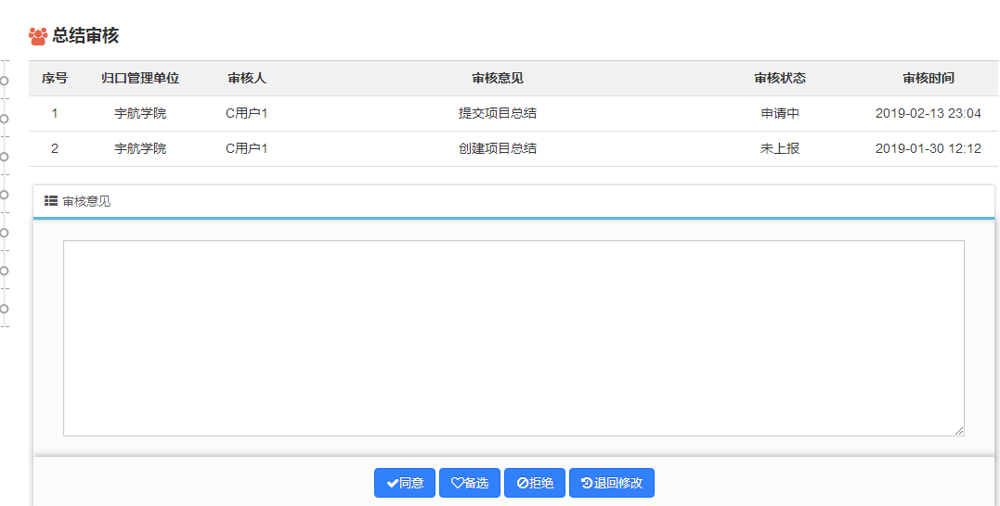 总结审核
序号 归口管理单位 审核人 审核意见 审核状态 审核时间
1 宇航学院 C用户1 提交项目总结 申请中 2019-02-13 23:04
2 宇航学院 C用户1 创建项目总结 未上报 2019-01-30 12:12
审核意见
同意 备选 拒绝 退回修改